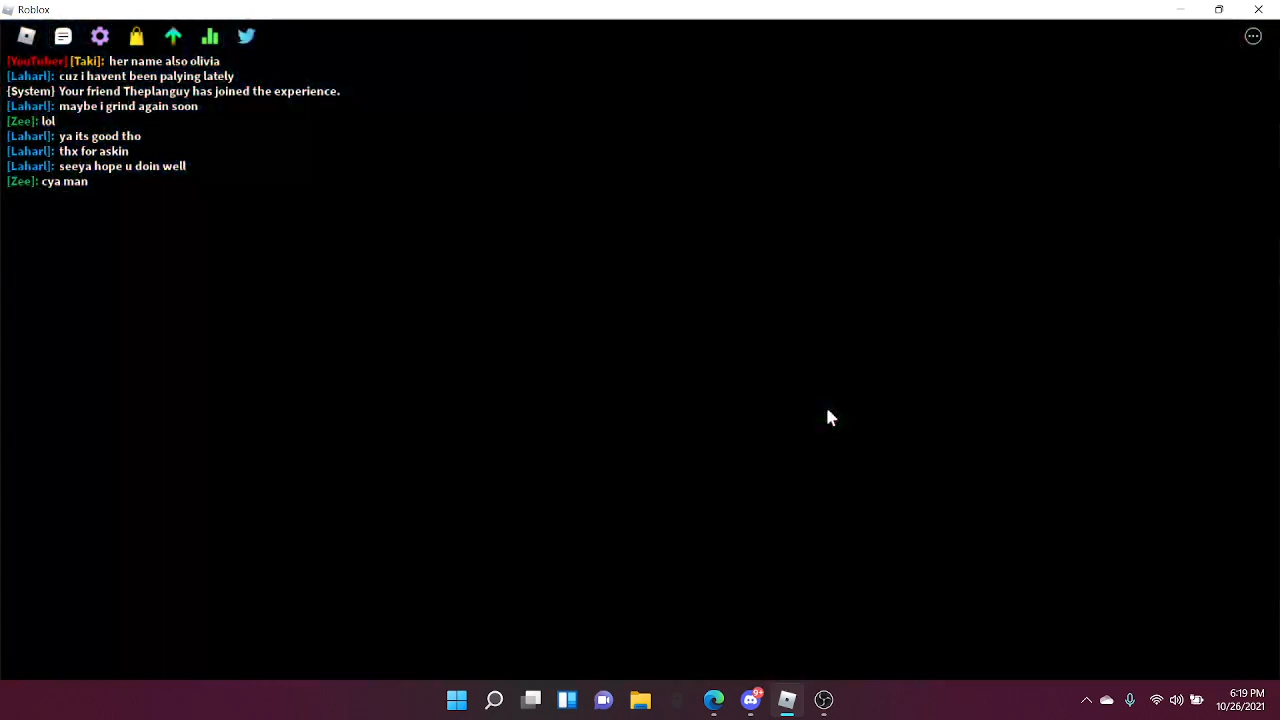 Roblox
[YouTuber] [Taki]: her name also olivia
[Laharl]: cuz i havent been palying lately
{System} Your friend Theplanguy has joined the experience.
[Laharl]: maybe i grind again soon
[Zee]: lol
[Laharl]: ya its good tho
[Laharl]: thx for askin
[Laharl]: seeya hope u doin well
[Zee]: cya man
9+
6:19 PM
10/26/2021